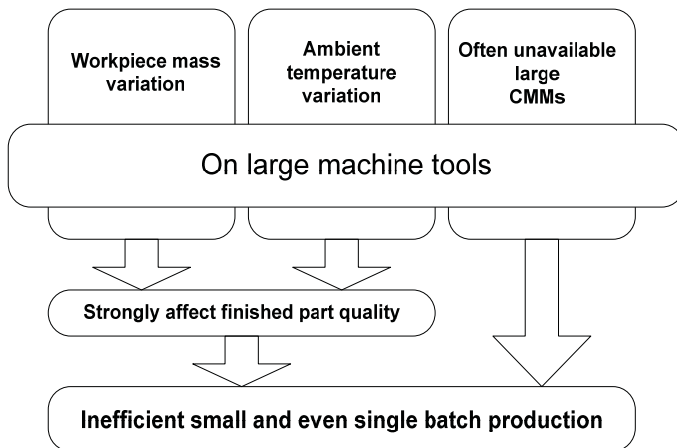 Workpiece mass
variation
Ambient
temperature
variation
Often unavailable
large
CMMs
On large machine tools
Strongly affect finished part quality
Inefficient small and even single batch production